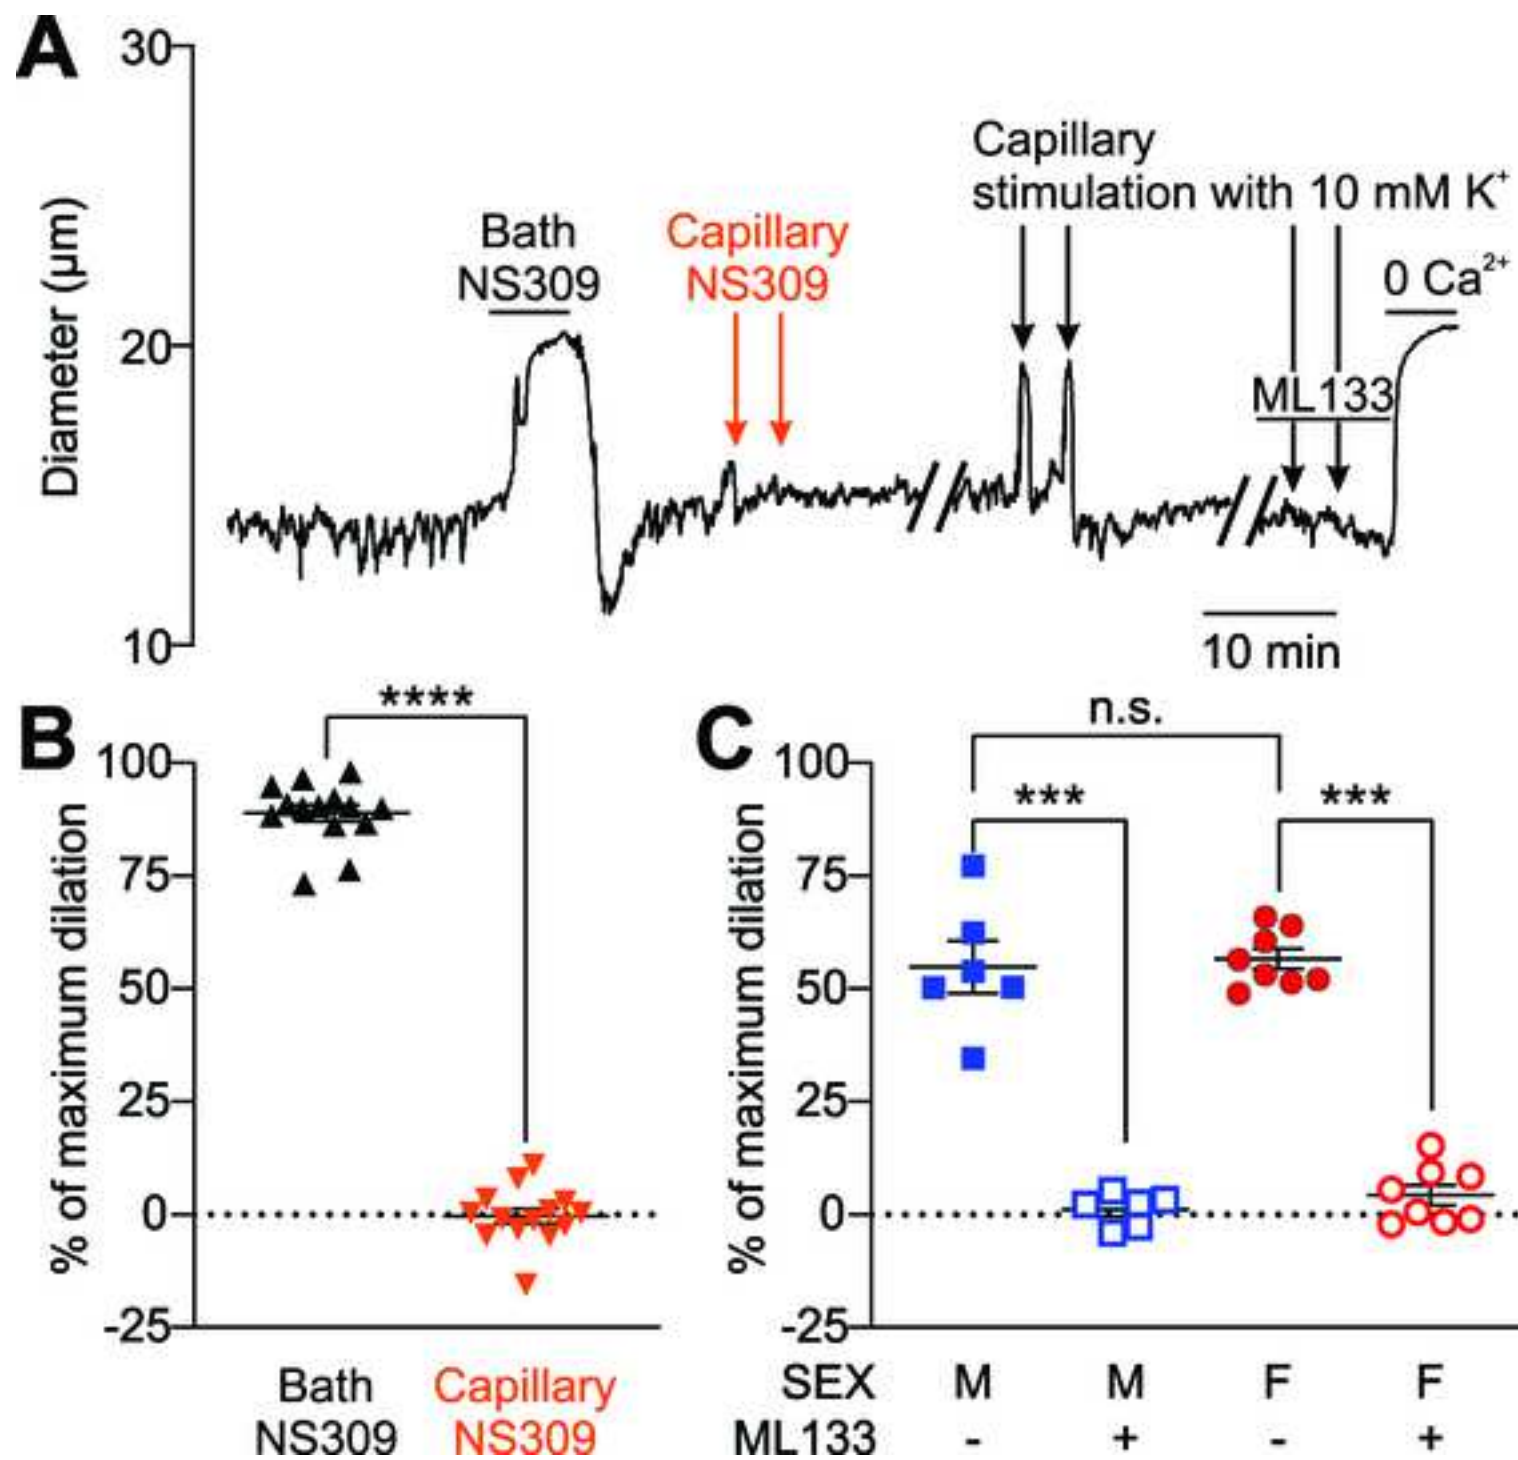 A
30
20
10
Diameter (µm)
Bath
NS309
Capillary
NS309
Capillary
stimulation with 10 mM K⁺
0 Ca²⁺
ML133
10 min
B
****
100
75
50
25
0
-25
% of maximum dilation
Bath
NS309
Capillary
NS309
C
n.s.
***
***
100
75
50
25
0
-25
% of maximum dilation
SEX M M F F
ML133 - + - +